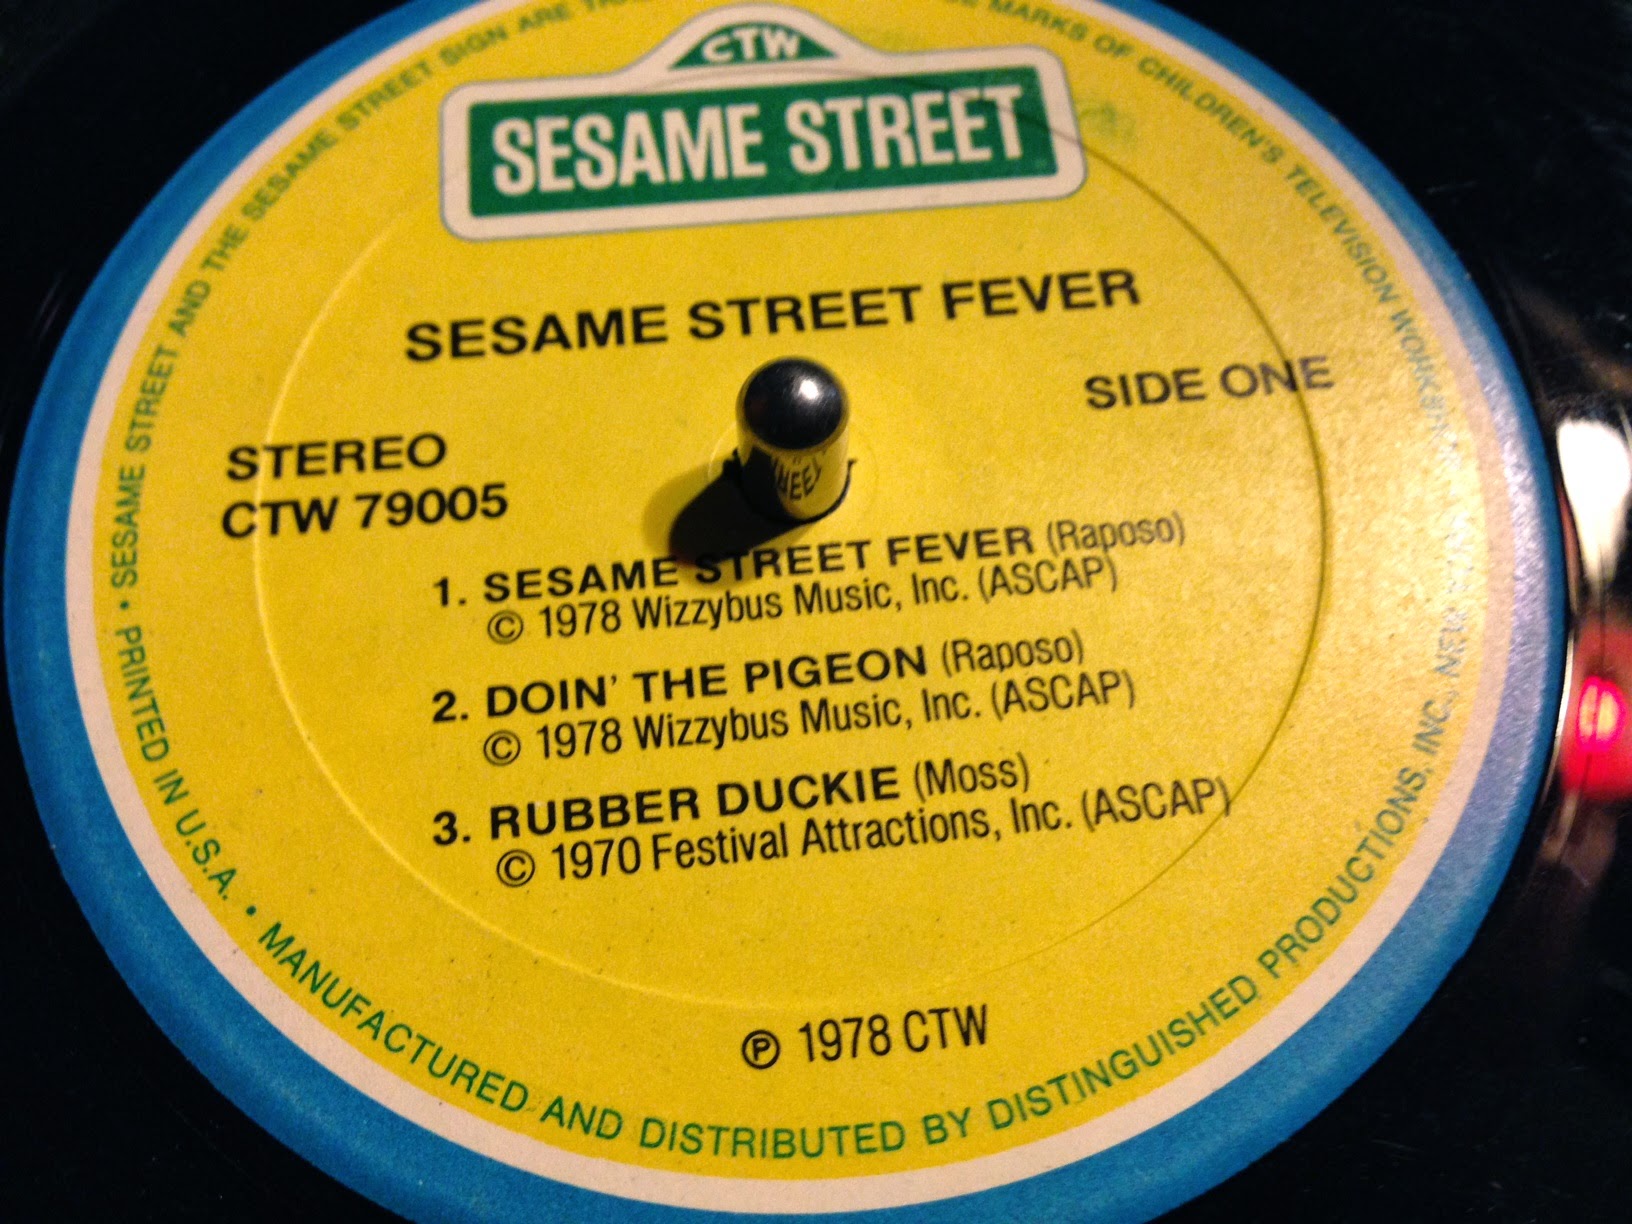 CTW
SESAME STREET
SESAME STREET FEVER
SIDE ONE
STEREO
CTW 79005
1. SESAME STREET FEVER (Raposo)
© 1978 Wizzybus Music, Inc. (ASCAP)
2. DOIN' THE PIGEON (Raposo)
© 1978 Wizzybus Music, Inc. (ASCAP)
3. RUBBER DUCKIE (Moss)
© 1970 Festival Attractions, Inc. (ASCAP)
℗ 1978 CTW
• SESAME STREET AND THE SESAME STREET SIGN ARE MARKS OF CHILDREN'S TELEVISION WORKSHOP
PRINTED IN U.S.A. • MANUFACTURED AND DISTRIBUTED BY DISTINGUISHED PRODUCTIONS, INC., NEW